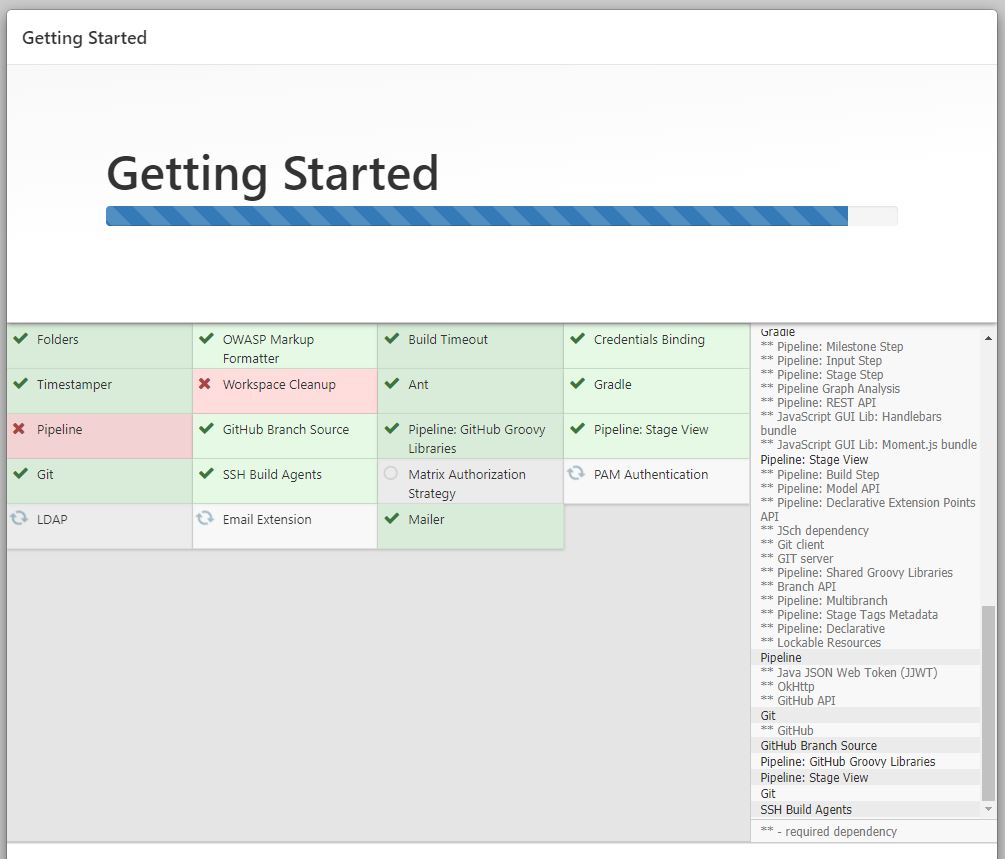 Getting Started
Getting Started
Folders
OWASP Markup
Formatter
Build Timeout
Credentials Binding
Timestamper
Workspace Cleanup
Ant
Gradle
Pipeline
GitHub Branch Source
Pipeline: GitHub Groovy
Libraries
Pipeline: Stage View
Git
SSH Build Agents
Matrix Authorization
Strategy
PAM Authentication
LDAP
Email Extension
Mailer
Gradle
** Pipeline: Milestone Step
** Pipeline: Input Step
** Pipeline: Stage Step
** Pipeline Graph Analysis
** Pipeline: REST API
** JavaScript GUI Lib: Handlebars
bundle
** JavaScript GUI Lib: Moment.js bundle
Pipeline: Stage View
** Pipeline: Build Step
** Pipeline: Model API
** Pipeline: Declarative Extension Points
API
** JSch dependency
** Git client
** GIT server
** Pipeline: Shared Groovy Libraries
** Branch API
** Pipeline: Multibranch
** Pipeline: Stage Tags Metadata
** Pipeline: Declarative
** Lockable Resources
Pipeline
** Java JSON Web Token (JJWT)
** OkHttp
** GitHub API
Git
** GitHub
GitHub Branch Source
Pipeline: GitHub Groovy Libraries
Pipeline: Stage View
Git
SSH Build Agents
** - required dependency